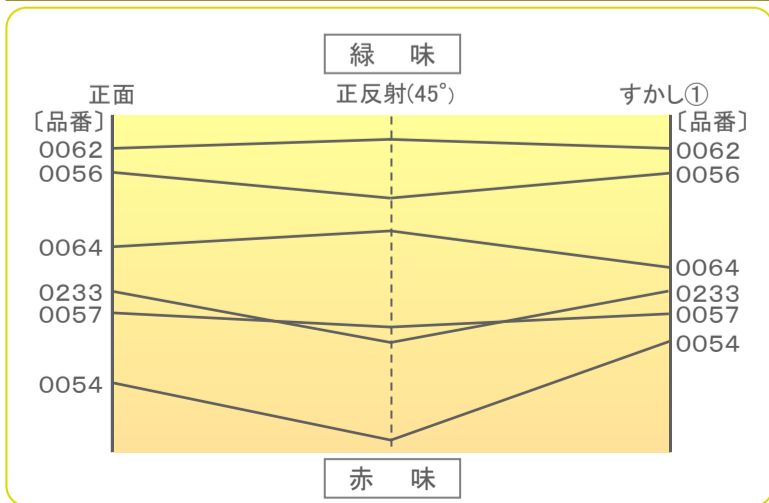 緑 味
正面 正反射(45°) すかし①
〔品番〕 〔品番〕
0062 0062
0056 0056
0064 0064
0233 0233
0057 0057
0054 0054
赤 味